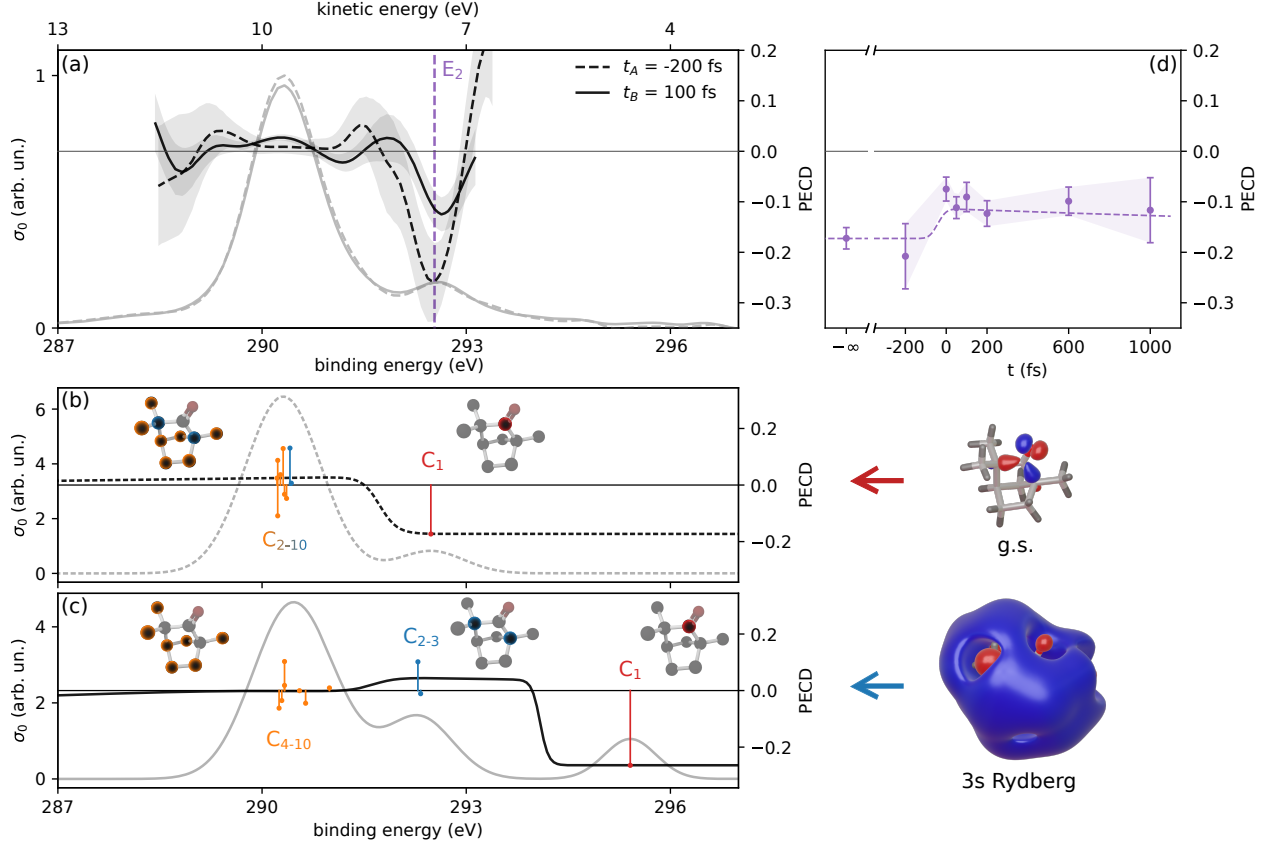 kinetic energy (eV)
13 10 7 4
(a)
E2
t_A = -200 fs
t_B = 100 fs
1
0
σ0 (arb. un.)
0.2
0.1
0.0
−0.1
−0.2
−0.3
PECD
287 290 293 296
binding energy (eV)
(d)
0.2
0.1
0.0
−0.1
−0.2
−0.3
PECD
−∞ -200 0 200 600 1000
t (fs)
(b)
6
4
2
0
σ0 (arb. un.)
C2-10
C1
0.2
0.0
−0.2
PECD
g.s.
(c)
4
2
0
σ0 (arb. un.)
C4-10
C2-3
C1
0.2
0.0
−0.2
PECD
3s Rydberg
287 290 293 296
binding energy (eV)